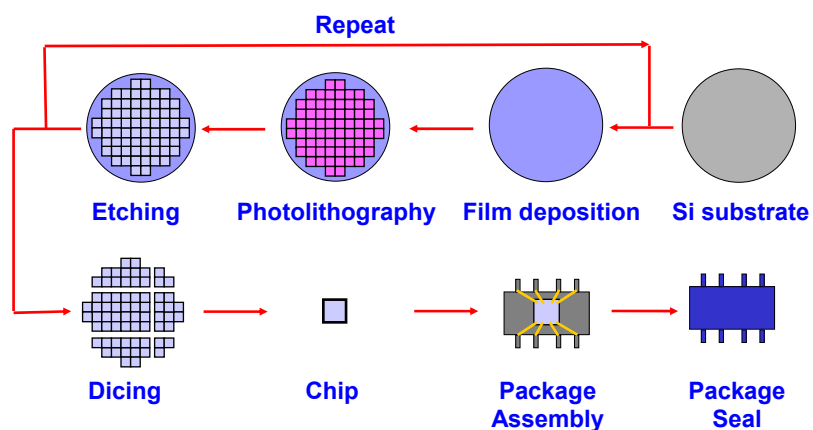 Repeat
Etching
Photolithography
Film deposition
Si substrate
Dicing
Chip
Package
Assembly
Package
Seal